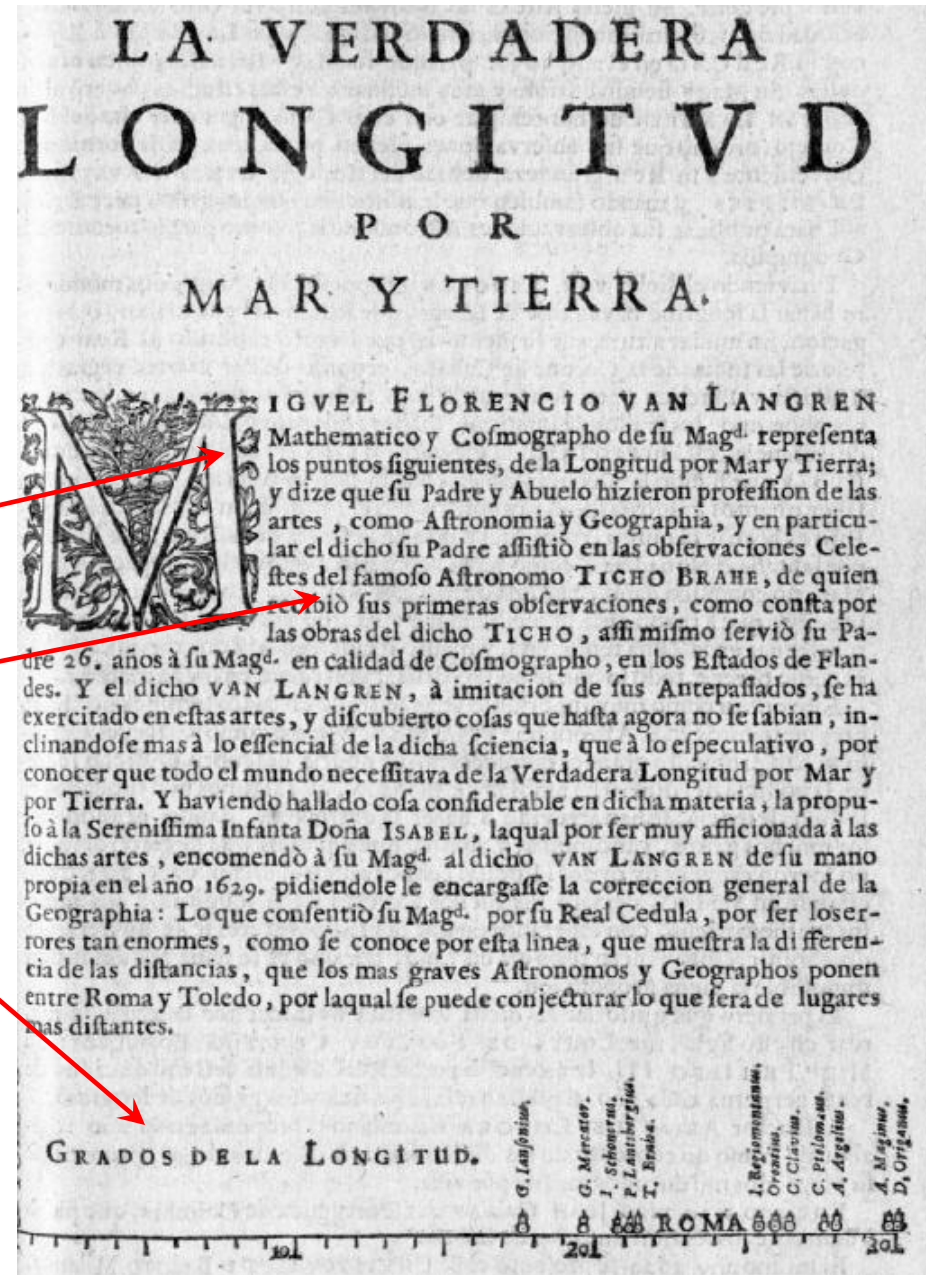 LA VERDADERA
LONGITVD
POR
MAR Y TIERRA.
MIGVEL FLORENCIO VAN LANGREN
Mathematico y Coſmographo de ſu Magd. repreſenta
los puntos ſiguientes, de la Longitud por Mar y Tierra;
y dize que ſu Padre y Abuelo hizieron profeſſion de las
artes , como Aſtronomia y Geographia , y en particu-
lar el dicho ſu Padre aſſiſtiò en las obſervaciones Cele-
ſtes del famoſo Aſtronomo TICHO BRAHE, de quien
recibiò ſus primeras obſervaciones , como conſta por
las obras del dicho TICHO , aſſi miſmo ſerviò ſu Pa-
dre 26. años à ſu Magd. en calidad de Coſmographo , en los Eſtados de Flan-
des. Y el dicho VAN LANGREN, à imitacion de ſus Antepaſſados, ſe ha
exercitado en eſtas artes, y diſcubierto coſas que haſta agora no ſe ſabian , in-
clinandoſe mas à lo eſſencial de la dicha ſciencia, que à lo eſpeculativo , por
conocer que todo el mundo neceſſitava de la Verdadera Longitud por Mar y
por Tierra. Y haviendo hallado coſa conſiderable en dicha materia , la propu-
ſo à la Sereniſſima Infanta Doña ISABEL, laqual por ſer muy afficionada à las
dichas artes , encomendò à ſu Magd. al dicho VAN LANGREN de ſu mano
propia en el año 1629. pidiendole le encargaſſe la correccion general de la
Geographia : Lo que conſentiò ſu Magd. por ſu Real Cedula , por ſer los er-
rores tan enormes, como ſe conoce por eſta linea , que mueſtra la di fferen-
cia de las diſtancias , que los mas graves Aſtronomos y Geographos ponen
entre Roma y Toledo, por laqual ſe puede conjecturar lo que ſera de lugares
mas diſtantes.
GRADOS DE LA LONGITUD.
G. Ianſonius.
G. Mercator.
I. Schonerus.
P. Lantsbergius.
T. Brahe.
I. Regomontanus.
Orontius.
C. Clavius.
C. Ptolomæus.
A. Argelius.
A. Maginus.
D. Origanus.
ROMA
10
20
30